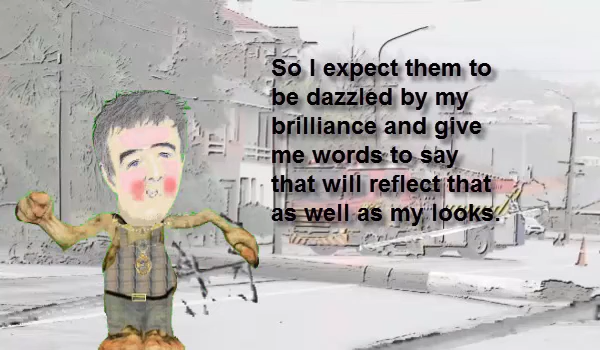 So I expect them to
be dazzled by my
brilliance and give
me words to say
that will reflect that
as well as my looks.